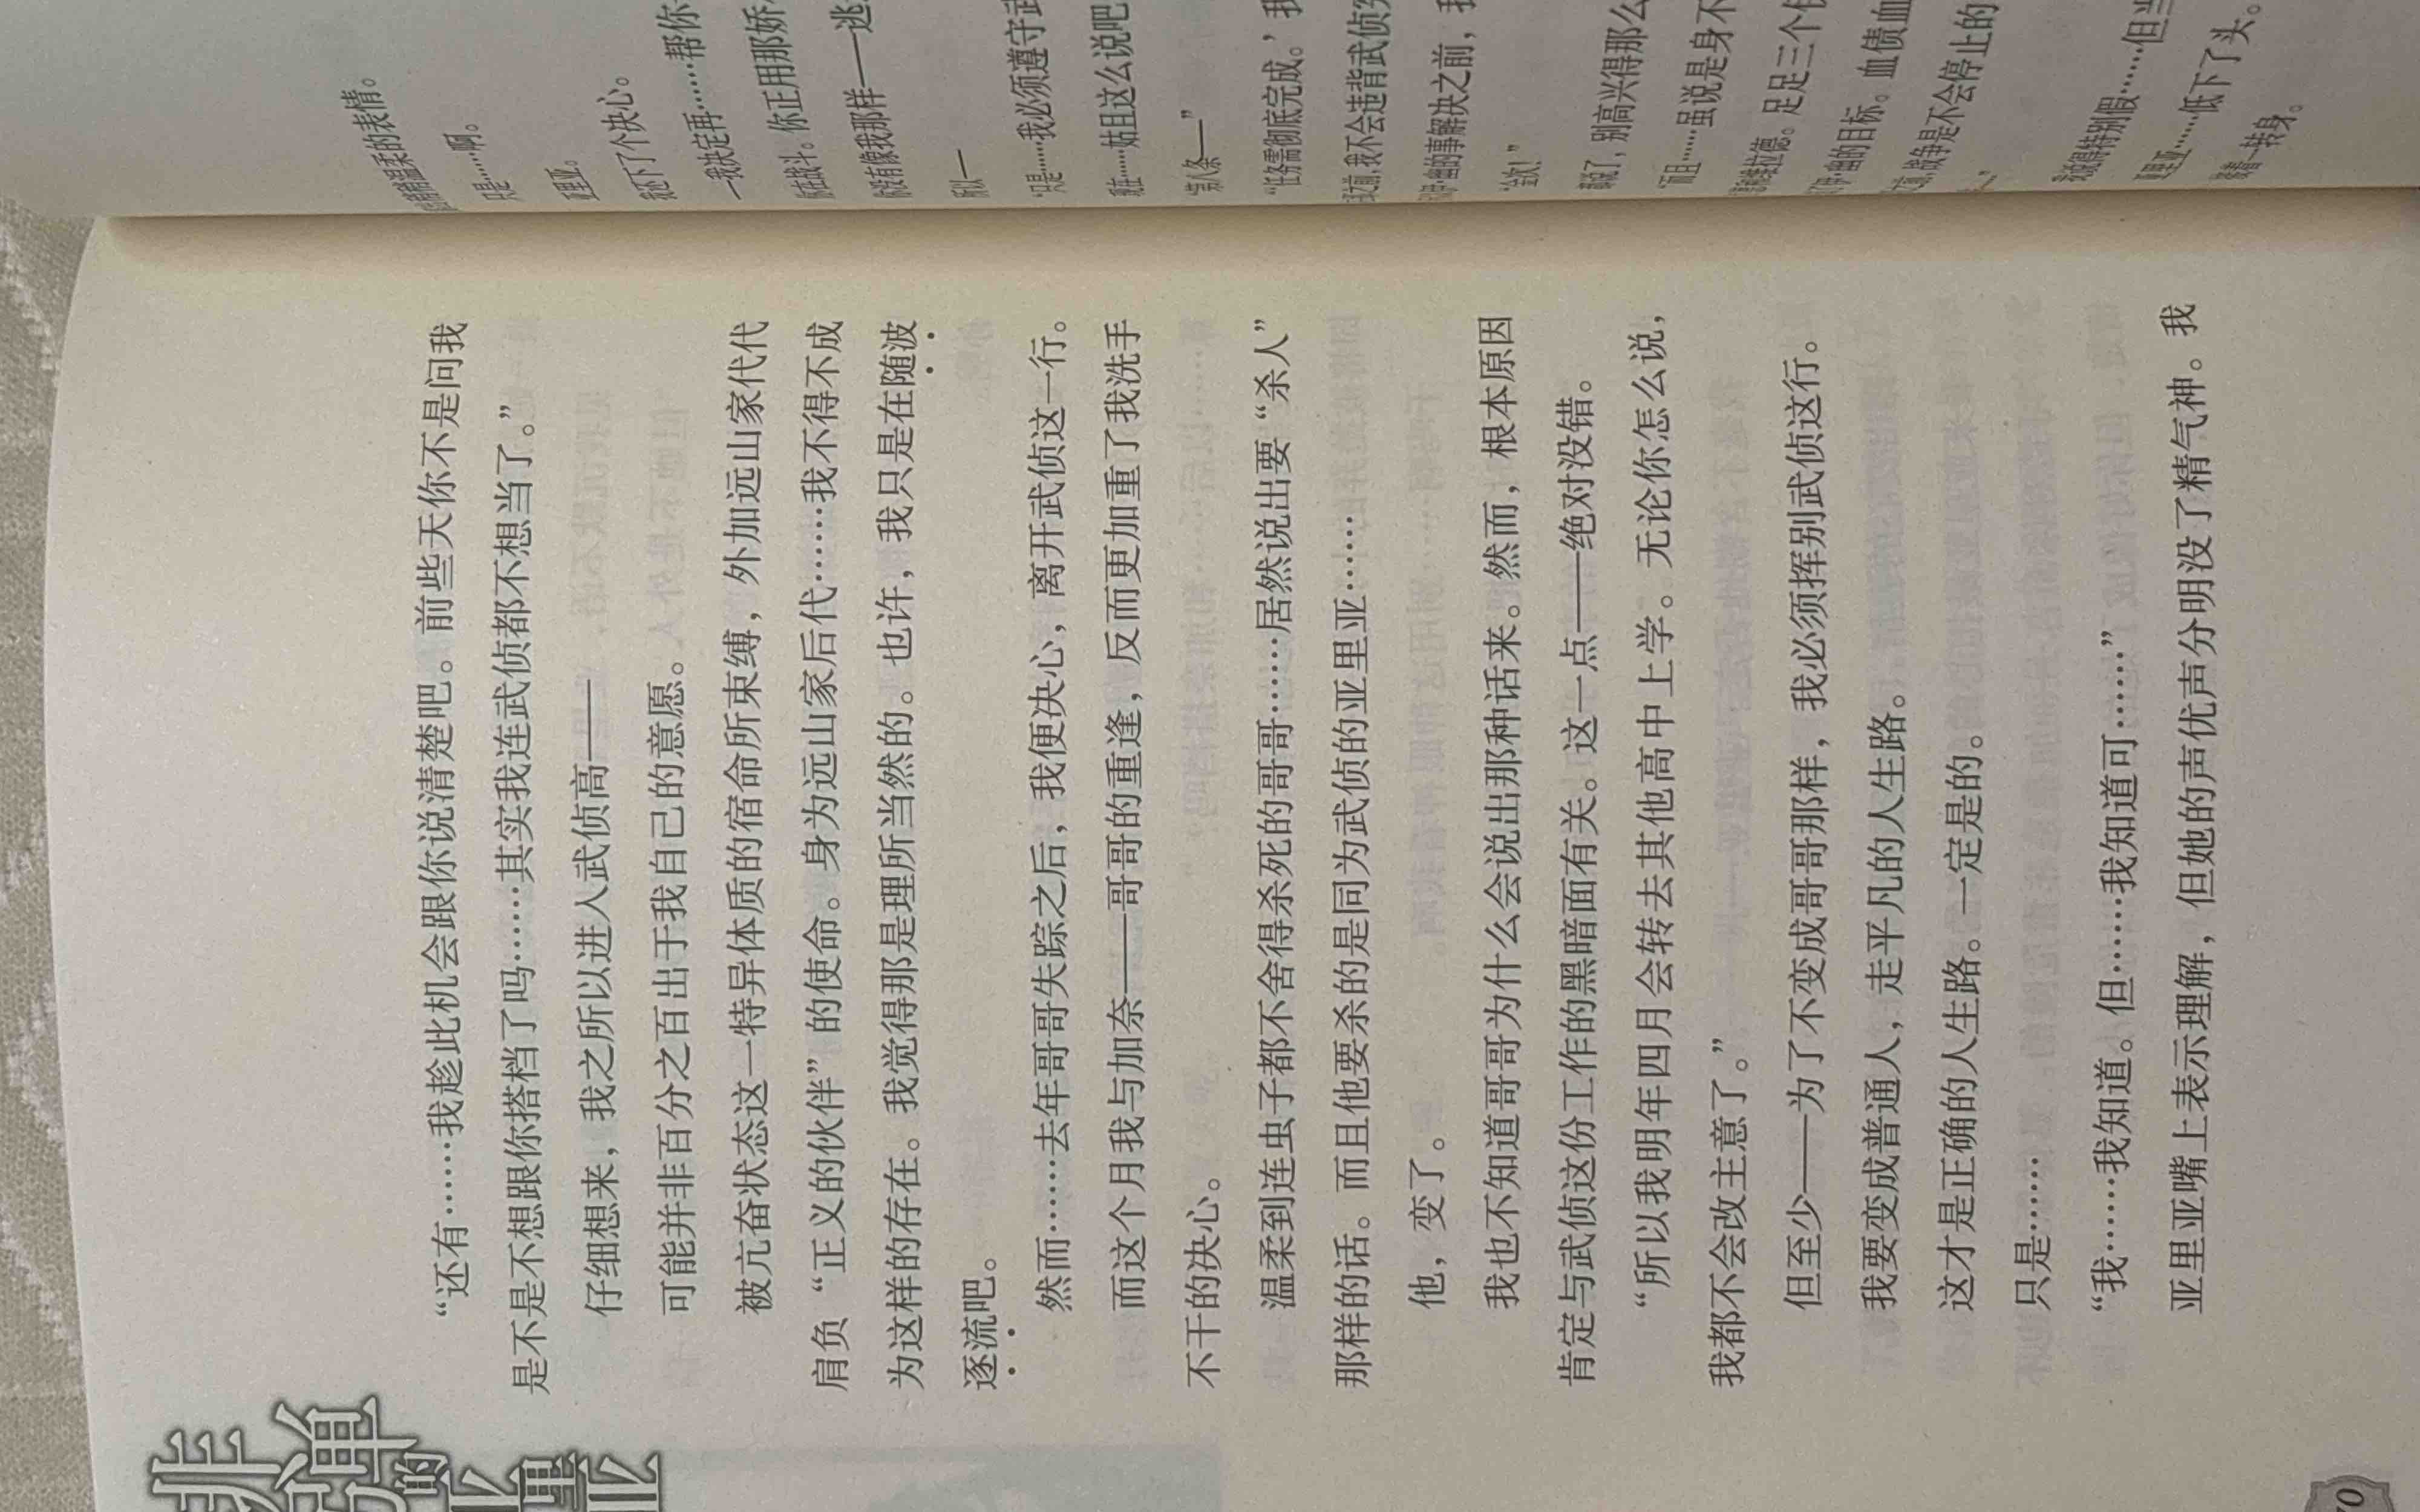 非弹的亚里亚
“还有……我趁此机会跟你说清楚吧。前些天你不是问我
是不是不想跟你搭档了吗……其实我连武侦都不想当了。”
仔细想来，我之所以进入武侦高——
可能并非百分之百出于我自己的意愿。
被亢奋状态这一特异体质的宿命所束缚，外加远山家代代
肩负“正义的伙伴”的使命。身为远山家后代……我不得不成
为这样的存在。我觉得那是理所当然的。也许，我只是在随波
逐流吧。
然而……去年哥哥失踪之后，我便决心，离开武侦这一行。
而这个月我与加奈——哥哥的重逢，反而更加重了我洗手
不干的决心。
温柔到连虫子都不舍得杀死的哥哥……居然说出要“杀人”
那样的话。而且他要杀的是同为武侦的亚里亚……
他，变了。
我也不知道哥哥为什么会说出那种话来。然而，根本原因
肯定与武侦这份工作的黑暗面有关。这一点——绝对没错。
“所以我明年四月会转去其他高中上学。无论你怎么说，
我都不会改主意了。”
但至少——为了不变成哥哥那样，我必须挥别武侦这行。
我要变成普通人，走平凡的人生路。
这才是正确的人生路。一定是的。
只是……
“我……我知道。但……我知道可……”
亚里亚嘴上表示理解，但她的声优声分明没了精气神。我
稍稍温柔的表情。
只是……啊。
亚里亚。
我还下了个决心。
—我决定再……帮你
你在战斗。你正用那娇
你没有像我那样——逃
所以—
“只是……我必须遵守武
现在……姑且这么说吧
“第八条——”
“‘任务需彻底完成。’我
之前，我不会违背武侦
伊·幽的事解决之前，我
“金次！”
都说了，别高兴得那么
“而且……虽说是身不
和维拉德。足足三个
了伊·幽的目标。血债血
之前，战争是不会停止的
我说得特别假……但当
亚里亚……低下了头。
接着一转身。